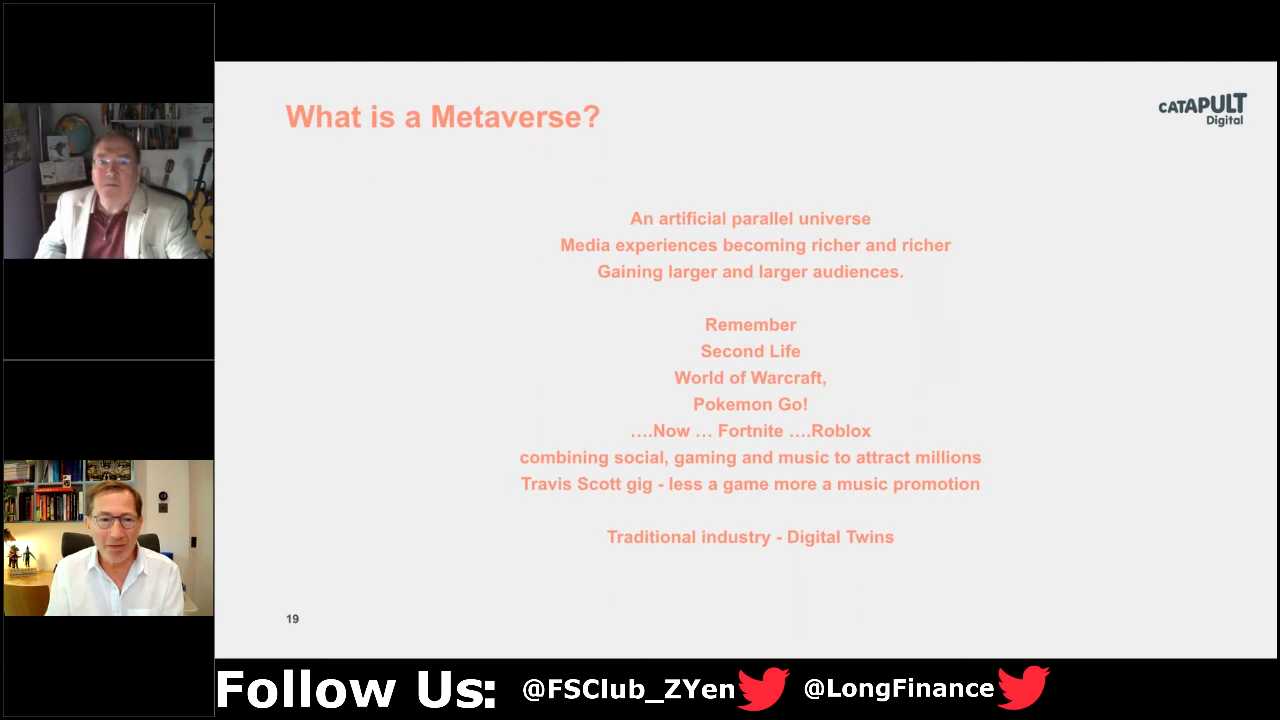 What is a Metaverse?
CATAPULT
Digital
An artificial parallel universe
Media experiences becoming richer and richer
Gaining larger and larger audiences.
Remember
Second Life
World of Warcraft,
Pokemon Go!
....Now ... Fortnite ....Roblox
combining social, gaming and music to attract millions
Travis Scott gig - less a game more a music promotion
Traditional industry - Digital Twins
19
Follow Us: @FSClub_ZYen @LongFinance